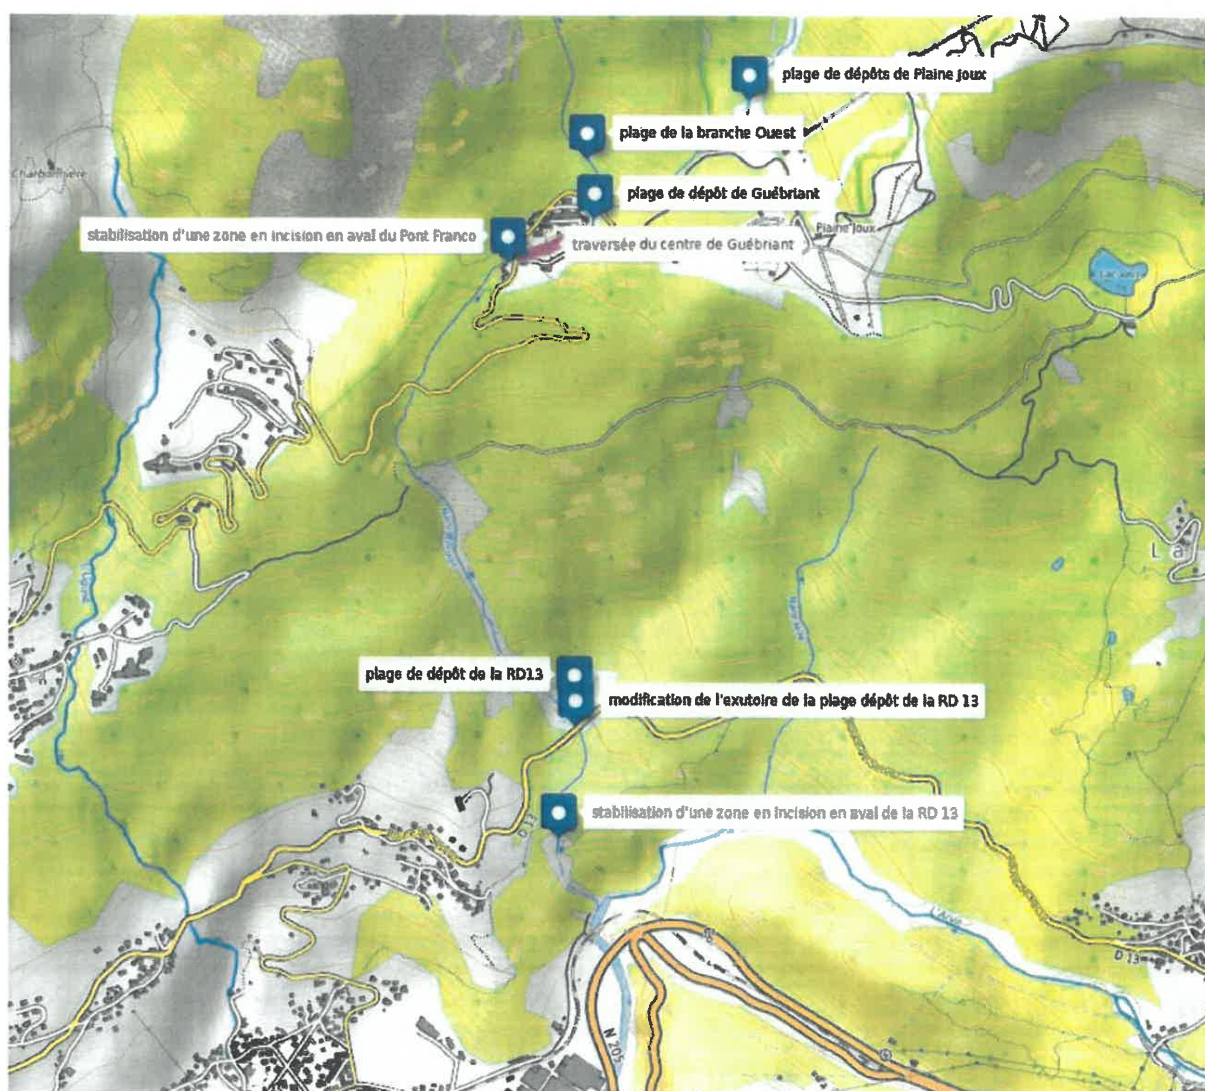 plage de dépôts de Plaine Joux
plage de la branche Ouest
Charbonnière
plage de dépôt de Guébriant
stabilisation d'une zone en incision en aval du Pont Franco
traversée du centre de Guébriant
Plaine Joux
L'Ugine
L a
plage de dépôt de la RD13
modification de l'exutoire de la plage dépôt de la RD 13
stabilisation d'une zone en incision en aval de la RD 13
L'Arve
D 13
N 205